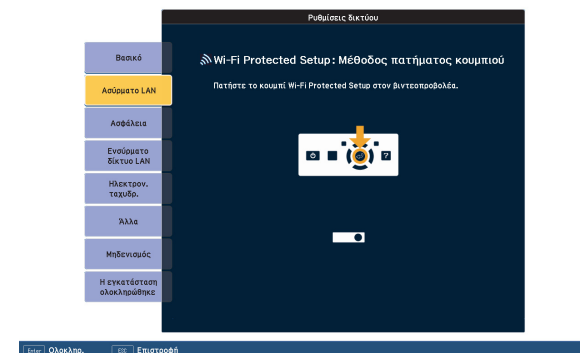 Ρυθμίσεις δικτύου
Βασικό
Ασύρματο LAN
Ασφάλεια
Ενσύρματο
δίκτυο LAN
Ηλεκτρον.
ταχυδρ.
Άλλα
Μηδενισμός
Η εγκατάσταση
ολοκληρώθηκε
Wi-Fi Protected Setup: Μέθοδος πατήματος κουμπιού
Πατήστε το κουμπί Wi-Fi Protected Setup στον βιντεοπροβολέα.
?
Enter Ολοκληρ. ESC Επιστροφή